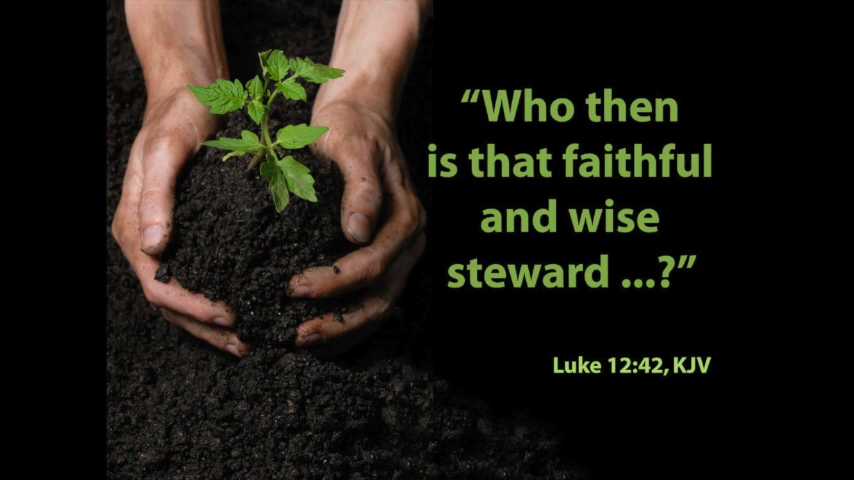 “Who then
is that faithful
and wise
steward ...?”
Luke 12:42, KJV